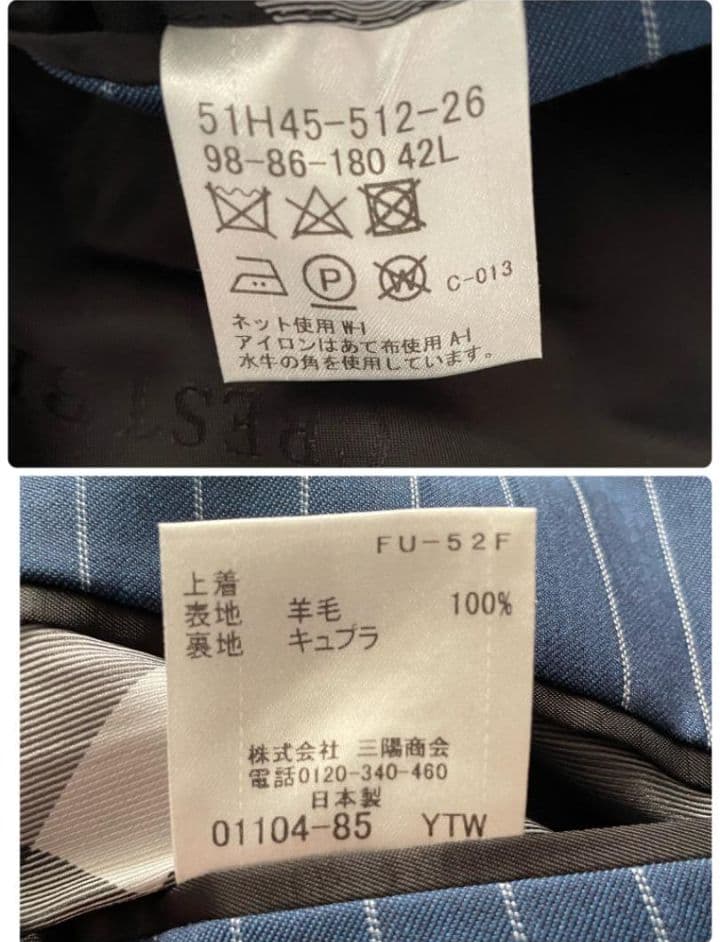 51H45-512-26
98-86-180 42L
P
W
C-013
ネット使用 W-I
アイロンはあて布使用 A-I
水牛の角を使用しています。
FU-52F
上着
表地 羊毛 100%
裏地 キュプラ
株式会社 三陽商会
電話0120-340-460
日本製
01104-85 YTW